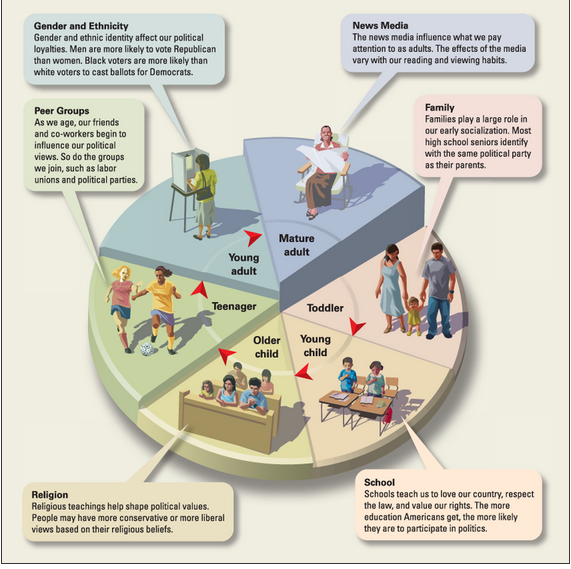 Gender and Ethnicity
Gender and ethnic identity affect our political
loyalties. Men are more likely to vote Republican
than women. Black voters are more likely than
white voters to cast ballots for Democrats.
News Media
The news media influence what we pay
attention to as adults. The effects of the media
vary with our reading and viewing habits.
Peer Groups
As we age, our friends
and co-workers begin to
influence our political
views. So do the groups
we join, such as labor
unions and political parties.
Family
Families play a large role in
our early socialization. Most
high school seniors identify
with the same political party
as their parents.
Mature
adult
Young
adult
Teenager
Toddler
Older
child
Young
child
Religion
Religious teachings help shape political values.
People may have more conservative or more liberal
views based on their religious beliefs.
School
Schools teach us to love our country, respect
the law, and value our rights. The more
education Americans get, the more likely
they are to participate in politics.